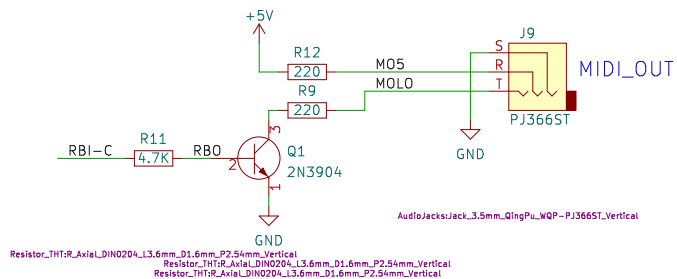 +5V
J9
R12
S
220
MO5
R
MIDI_OUT
R9
MOLO
T
220
PJ366ST
3
R11
RBI-C
RBO
Q1
4.7K
2
2N3904
GND
1
AudioJacks:Jack_3.5mm_QingPu_WQP-PJ366ST_Vertical
GND
Resistor_THT:R_Axial_DIN0204_L3.6mm_D1.6mm_P2.54mm_Vertical
Resistor_THT:R_Axial_DIN0204_L3.6mm_D1.6mm_P2.54mm_Vertical
Resistor_THT:R_Axial_DIN0204_L3.6mm_D1.6mm_P2.54mm_Vertical